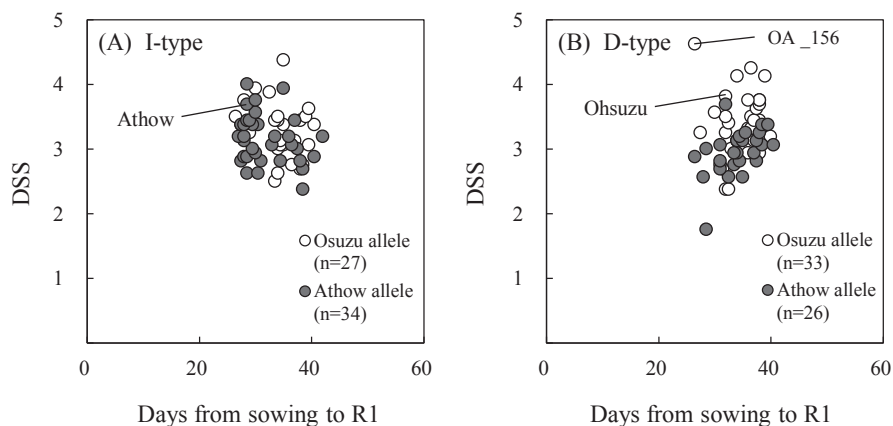 (A) I-type
5
4
3
2
1
DSS
Athow
Osuzu allele
(n=27)
Athow allele
(n=34)
0 20 40 60
Days from sowing to R1
(B) D-type
5
4
3
2
1
DSS
OA _156
Ohsuzu
Osuzu allele
(n=33)
Athow allele
(n=26)
0 20 40 60
Days from sowing to R1